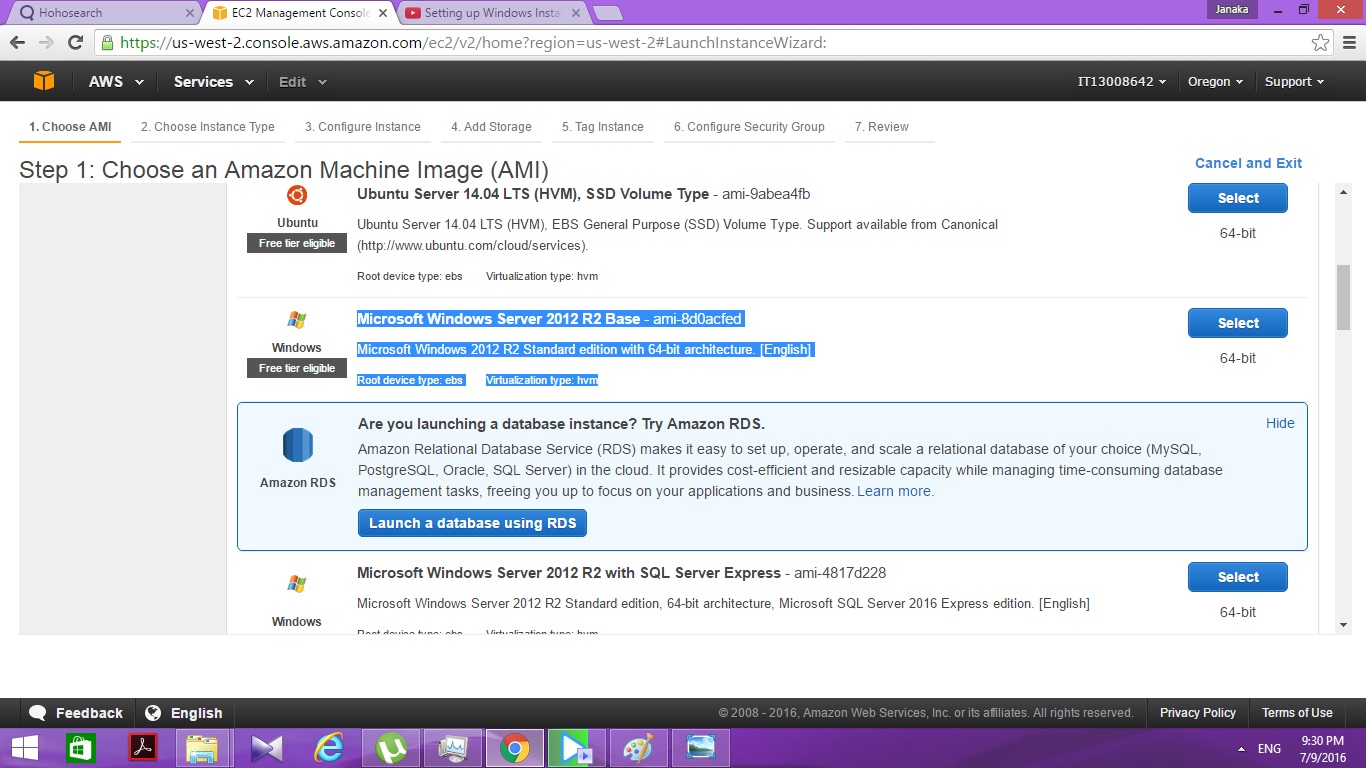 Hohosearch
EC2 Management Console
Setting up Windows Insta
Janaka
https://us-west-2.console.aws.amazon.com/ec2/v2/home?region=us-west-2#LaunchInstanceWizard:
AWS Services Edit IT13008642 Oregon Support
1. Choose AMI 2. Choose Instance Type 3. Configure Instance 4. Add Storage 5. Tag Instance 6. Configure Security Group 7. Review
Step 1: Choose an Amazon Machine Image (AMI)
Cancel and Exit
Ubuntu
Free tier eligible
Ubuntu Server 14.04 LTS (HVM), SSD Volume Type - ami-9abea4fb
Ubuntu Server 14.04 LTS (HVM), EBS General Purpose (SSD) Volume Type. Support available from Canonical
(http://www.ubuntu.com/cloud/services).
Root device type: ebs Virtualization type: hvm
Select
64-bit
Windows
Free tier eligible
Microsoft Windows Server 2012 R2 Base - ami-8d0acfed
Microsoft Windows 2012 R2 Standard edition with 64-bit architecture. [English]
Root device type: ebs Virtualization type: hvm
Select
64-bit
Amazon RDS
Are you launching a database instance? Try Amazon RDS.
Hide
Amazon Relational Database Service (RDS) makes it easy to set up, operate, and scale a relational database of your choice (MySQL,
PostgreSQL, Oracle, SQL Server) in the cloud. It provides cost-efficient and resizable capacity while managing time-consuming database
management tasks, freeing you up to focus on your applications and business. Learn more.
Launch a database using RDS
Windows
Microsoft Windows Server 2012 R2 with SQL Server Express - ami-4817d228
Microsoft Windows Server 2012 R2 Standard edition, 64-bit architecture, Microsoft SQL Server 2016 Express edition. [English]
Root device type: ebs Virtualization type: hvm
Select
64-bit
Feedback English © 2008 - 2016, Amazon Web Services, Inc. or its affiliates. All rights reserved. Privacy Policy Terms of Use
ENG
9:30 PM
7/9/2016